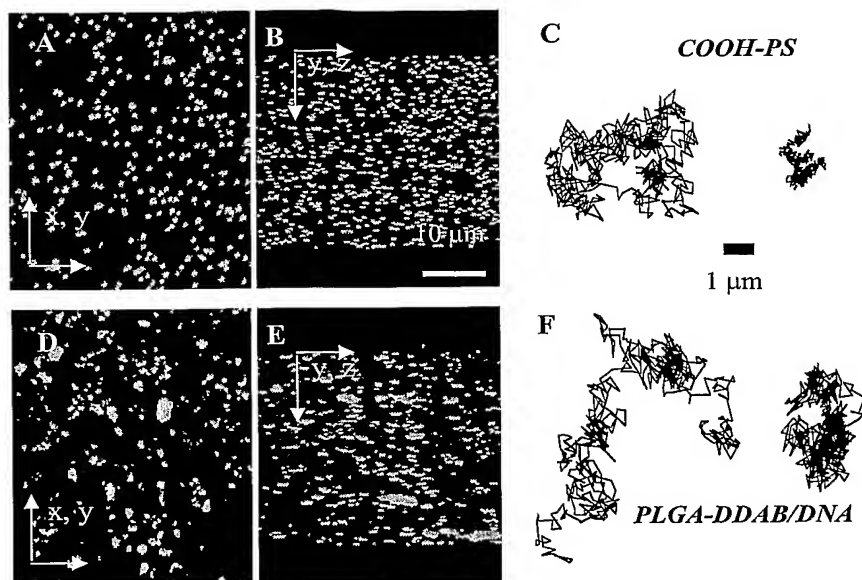 A
x, y
B
y, z
10 μm
C
COOH-PS
1 μm
D
x, y
E
y, z
F
PLGA-DDAB/DNA